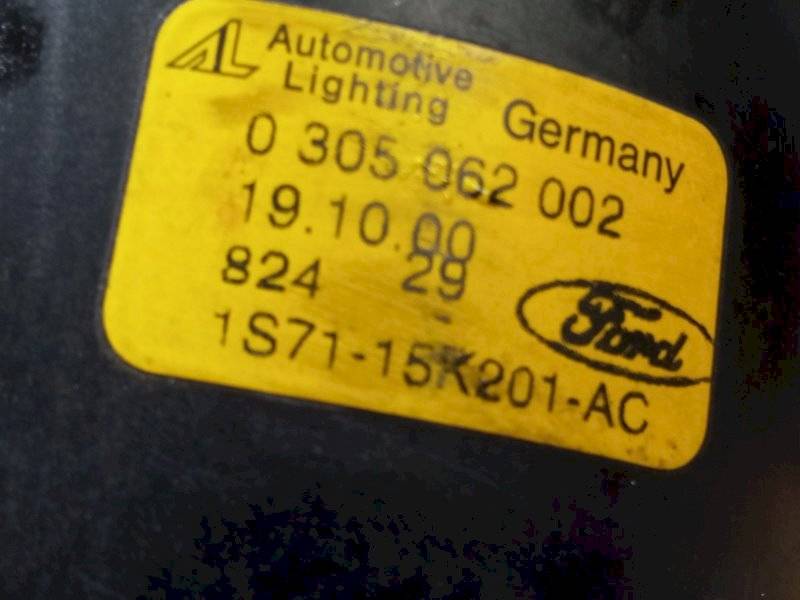 AL Automotive
Lighting Germany
0 305 062 002
19.10.00
824 29
1S71-15K201-AC
Ford